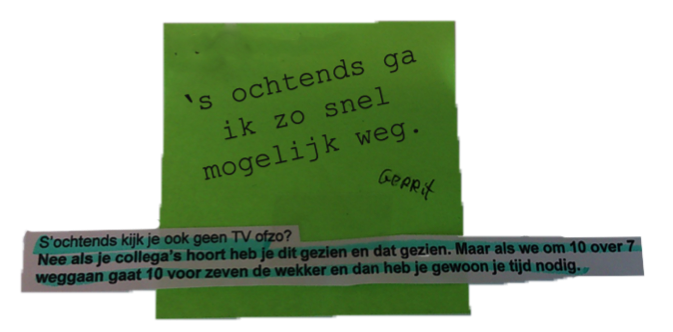 's ochtends ga
ik zo snel
mogelijk weg.
Gerrit
S'ochtends kijk je ook geen TV ofzo?
Nee als je collega's hoort heb je dit gezien en dat gezien. Maar als we om 10 over 7
weggaan gaat 10 voor zeven de wekker en dan heb je gewoon je tijd nodig.